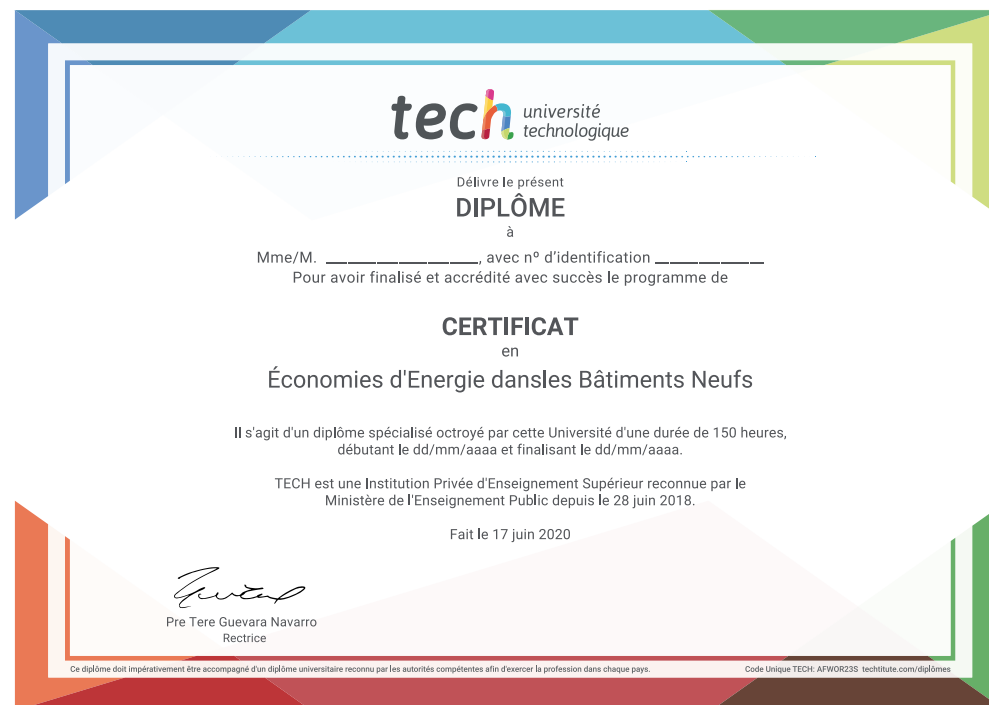 tech université
technologique
Délivre le présent
DIPLÔME
à
Mme/M. ________________, avec nº d'identification ____________
Pour avoir finalisé et accrédité avec succès le programme de
CERTIFICAT
en
Économies d'Energie dansles Bâtiments Neufs
Il s'agit d'un diplôme spécialisé octroyé par cette Université d'une durée de 150 heures,
débutant le dd/mm/aaaa et finalisant le dd/mm/aaaa.
TECH est une Institution Privée d'Enseignement Supérieur reconnue par le
Ministère de l'Enseignement Public depuis le 28 juin 2018.
Fait le 17 juin 2020
Pre Tere Guevara Navarro
Rectrice
Ce diplôme doit impérativement être accompagné d'un diplôme universitaire reconnu par les autorités compétentes afin d'exercer la profession dans chaque pays.
Code Unique TECH: AFWOR23S techtitute.com/diplômes